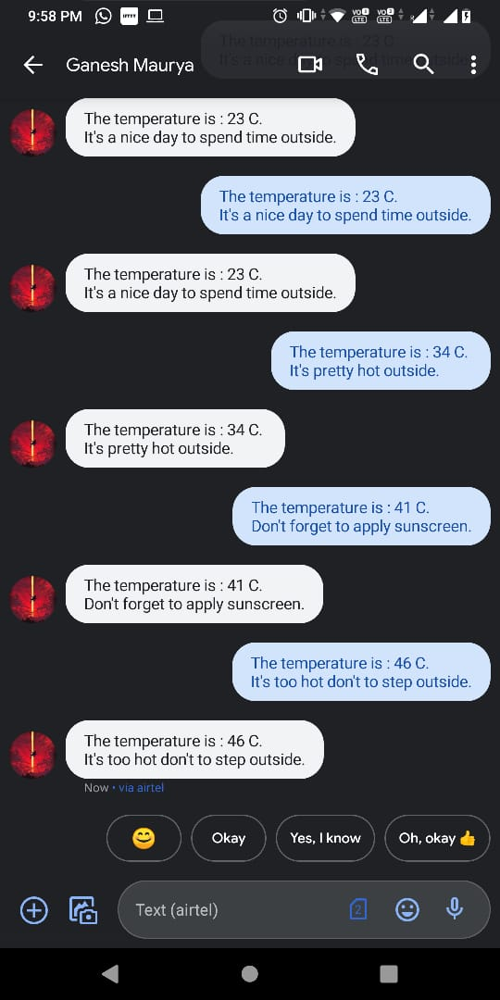 9:58 PM
The temperature is : 23 C.
Ganesh Maurya
The temperature is : 23 C.
It's a nice day to spend time outside.
The temperature is : 23 C.
It's a nice day to spend time outside.
The temperature is : 23 C.
It's a nice day to spend time outside.
The temperature is : 34 C.
It's pretty hot outside.
The temperature is : 34 C.
It's pretty hot outside.
The temperature is : 41 C.
Don't forget to apply sunscreen.
The temperature is : 41 C.
Don't forget to apply sunscreen.
The temperature is : 46 C.
It's too hot don't to step outside.
The temperature is : 46 C.
It's too hot don't to step outside.
Now • via airtel
😊 Okay Yes, I know Oh, okay 👍
Text (airtel) 2